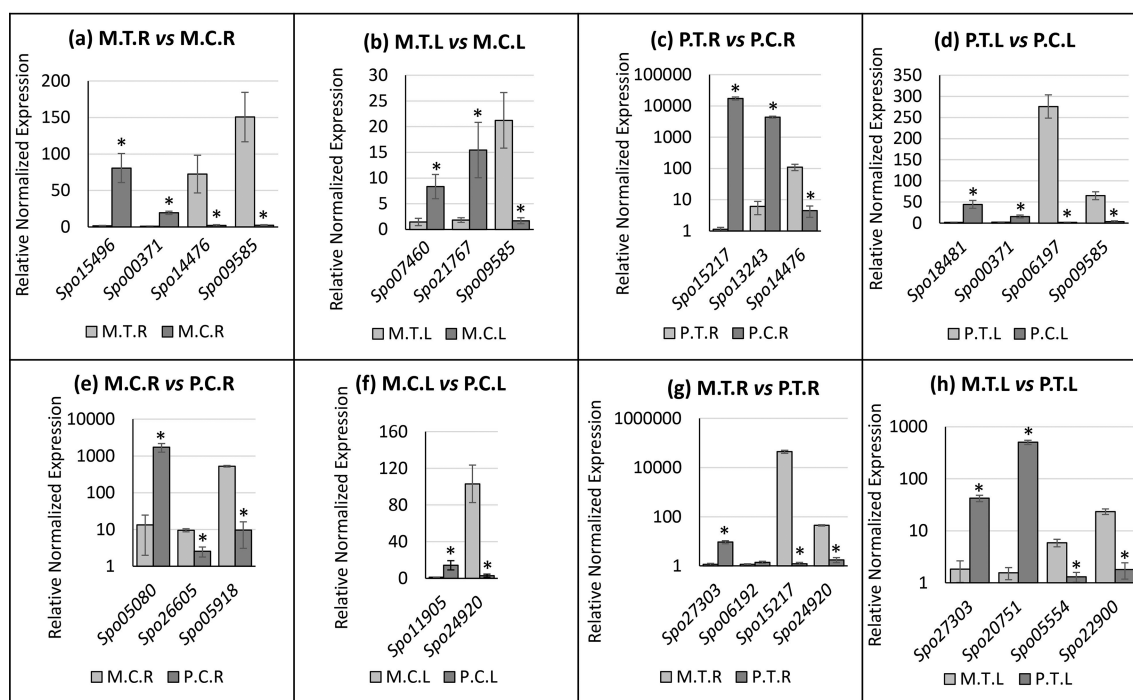 (a) M.T.R vs M.C.R
Relative Normalized Expression
200
150
100
50
0
*
*
*
*
Spo15496
Spo00371
Spo14476
Spo09585
M.T.R M.C.R
(b) M.T.L vs M.C.L
Relative Normalized Expression
30
25
20
15
10
5
0
*
*
*
Spo07460
Spo21767
Spo09585
M.T.L M.C.L
(c) P.T.R vs P.C.R
Relative Normalized Expression
100000
10000
1000
100
10
1
*
*
*
Spo15217
Spo13243
Spo14476
P.T.R P.C.R
(d) P.T.L vs P.C.L
Relative Normalized Expression
350
300
250
200
150
100
50
0
*
*
*
*
Spo18481
Spo00371
Spo06197
Spo09585
P.T.L P.C.L
(e) M.C.R vs P.C.R
Relative Normalized Expression
10000
1000
100
10
1
*
*
*
Spo05080
Spo26605
Spo05918
M.C.R P.C.R
(f) M.C.L vs P.C.L
Relative Normalized Expression
160
120
80
40
0
*
*
Spo11905
Spo24920
M.C.L P.C.L
(g) M.T.R vs P.T.R
Relative Normalized Expression
1000000
10000
100
1
*
*
*
Spo27303
Spo06192
Spo15217
Spo24920
M.T.R P.T.R
(h) M.T.L vs P.T.L
Relative Normalized Expression
1000
100
10
1
*
*
*
*
Spo27303
Spo20751
Spo05554
Spo22900
M.T.L P.T.L